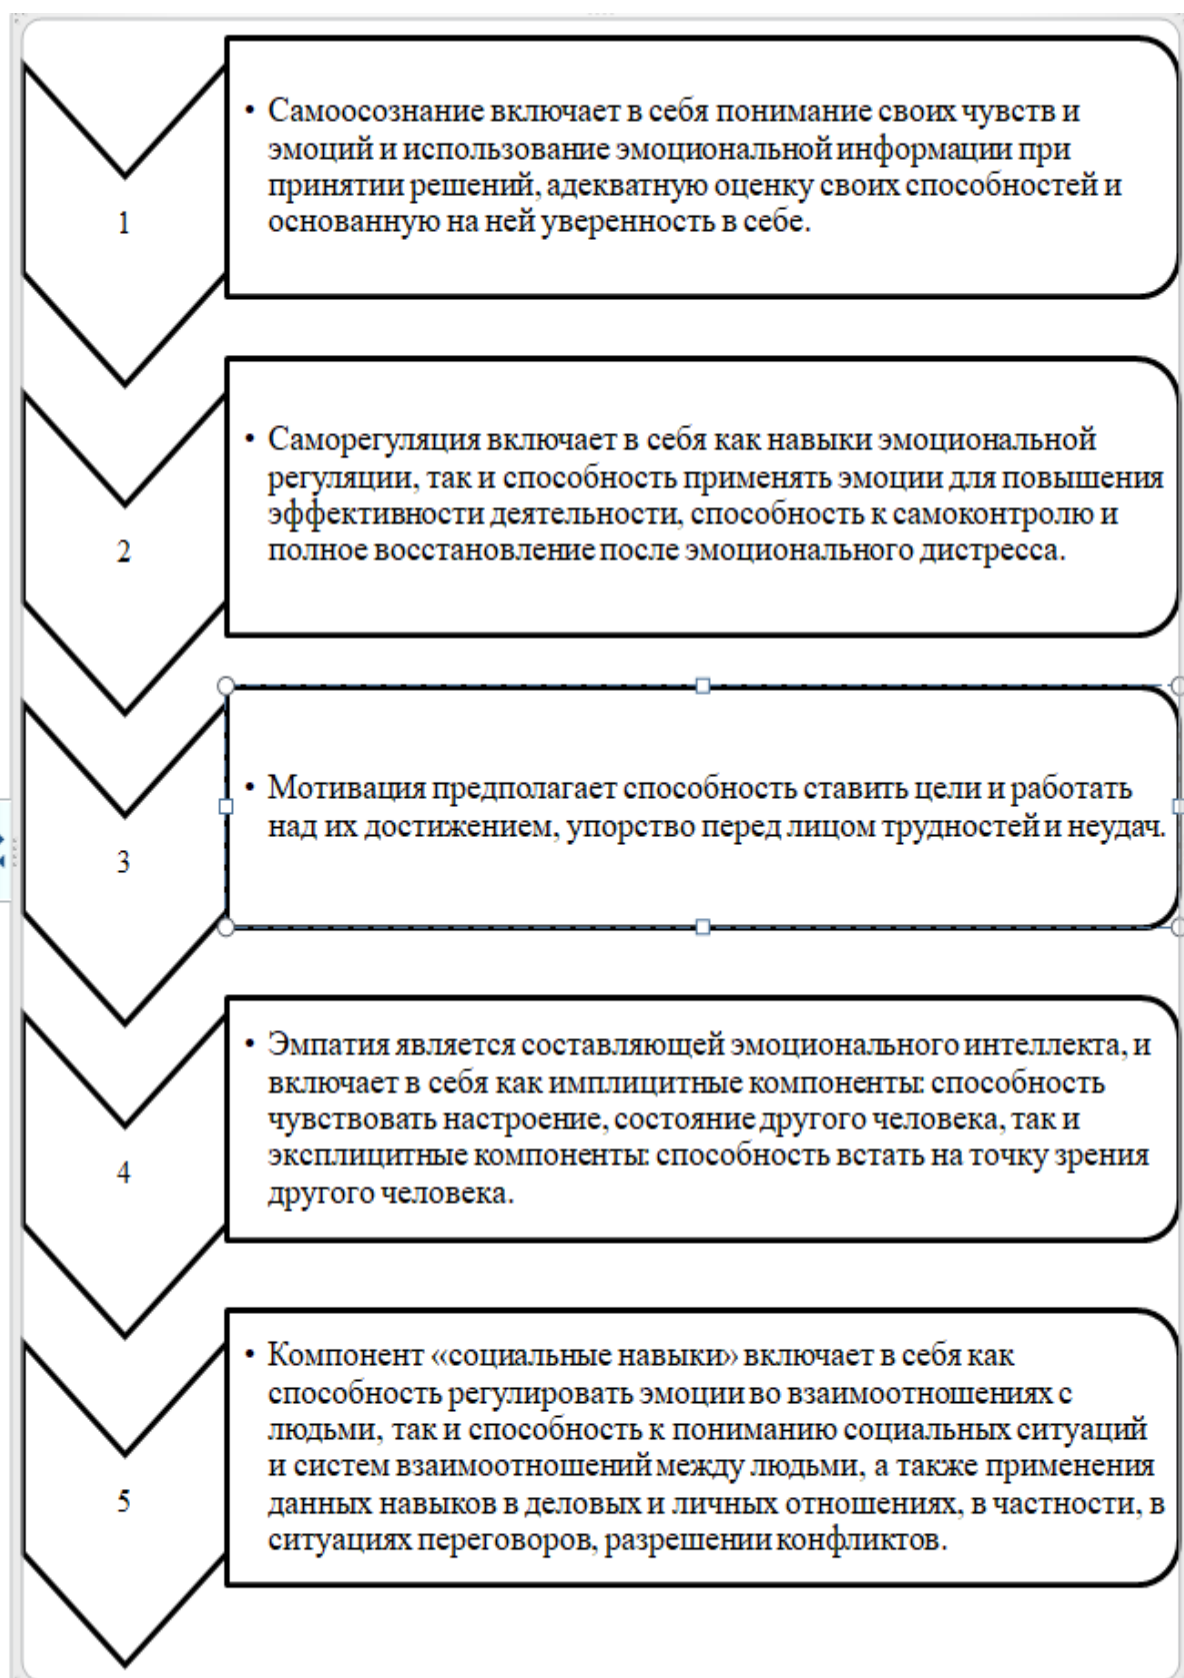 1
• Самоосознание включает в себя понимание своих чувств и
эмоций и использование эмоциональной информации при
принятии решений, адекватную оценку своих способностей и
основанную на ней уверенность в себе.
2
• Саморегуляция включает в себя как навыки эмоциональной
регуляции, так и способность применять эмоции для повышения
эффективности деятельности, способность к самоконтролю и
полное восстановление после эмоционального дистресса.
3
• Мотивация предполагает способность ставить цели и работать
над их достижением, упорство перед лицом трудностей и неудач.
4
• Эмпатия является составляющей эмоционального интеллекта, и
включает в себя как имплицитные компоненты: способность
чувствовать настроение, состояние другого человека, так и
эксплицитные компоненты: способность встать на точку зрения
другого человека.
5
• Компонент «социальные навыки» включает в себя как
способность регулировать эмоции во взаимоотношениях с
людьми, так и способность к пониманию социальных ситуаций
и систем взаимоотношений между людьми, а также применения
данных навыков в деловых и личных отношениях, в частности, в
ситуациях переговоров, разрешении конфликтов.